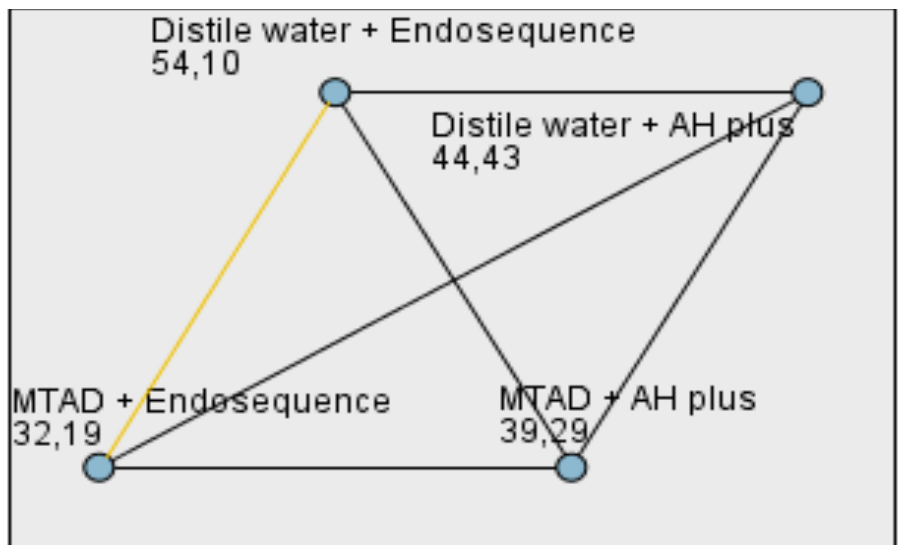 Distile water + Endosequence
54,10
Distile water + AH plus
44,43
MTAD + Endosequence
32,19
MTAD + AH plus
39,29